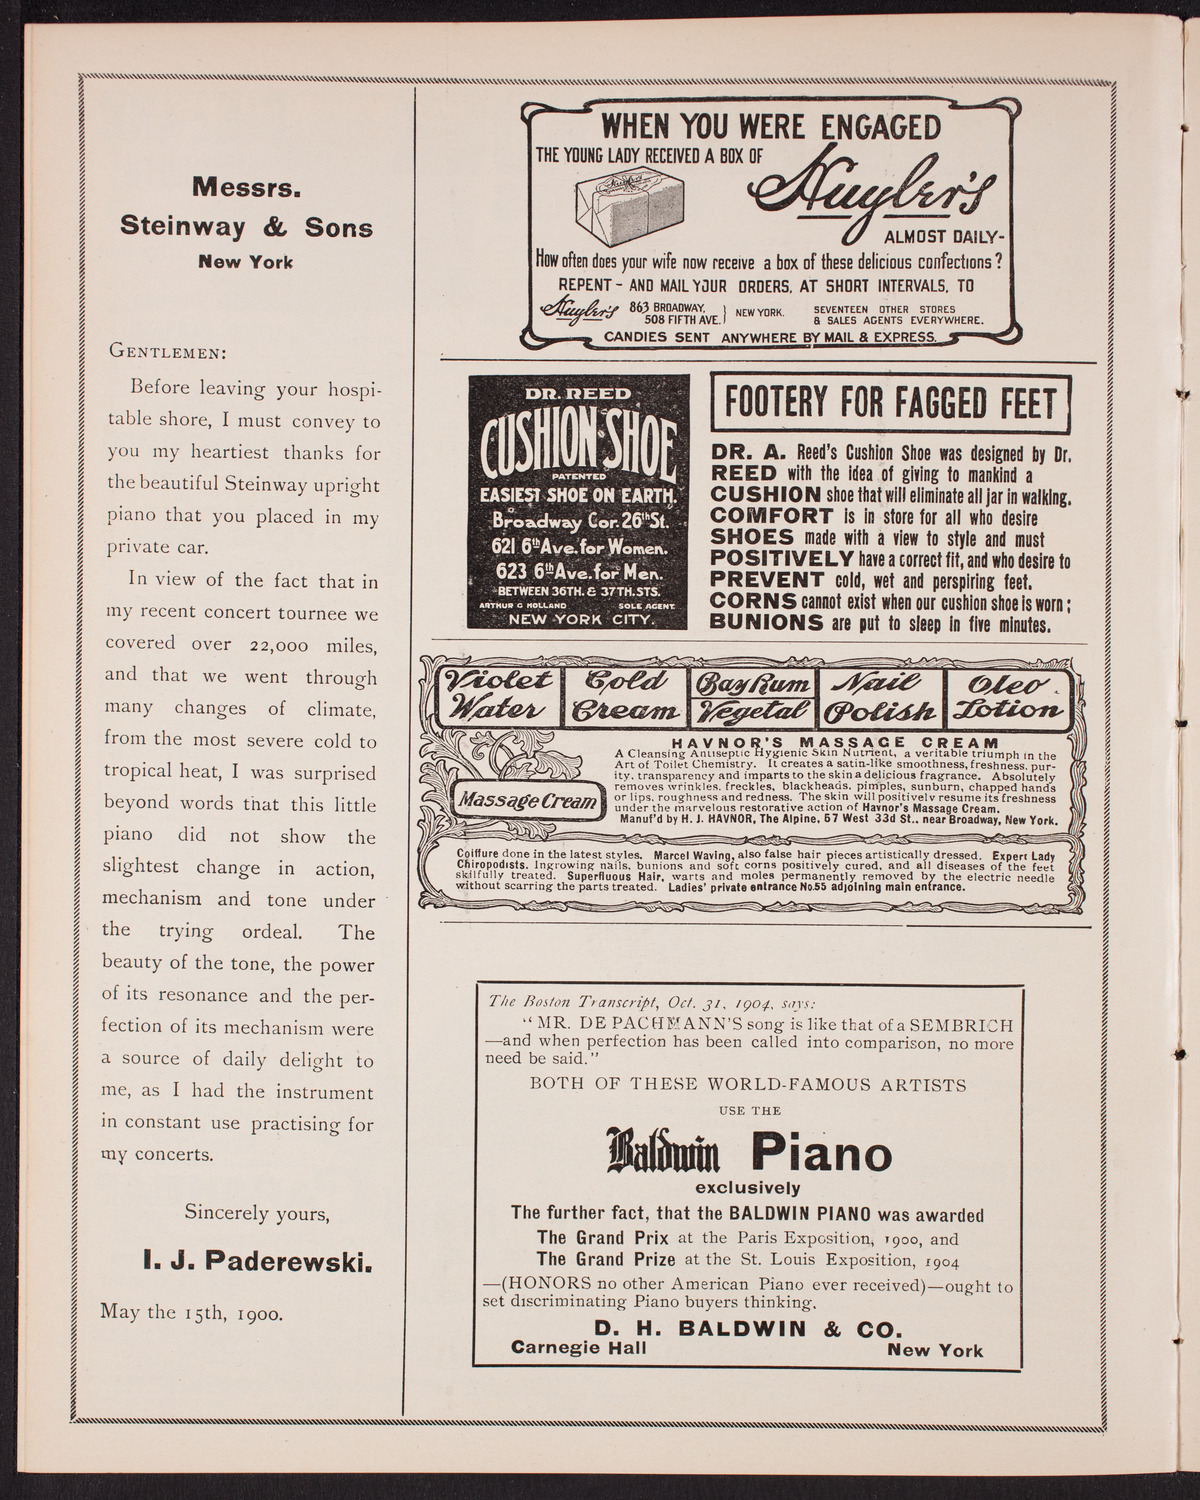 Messrs.
Steinway & Sons
New York
GENTLEMEN:
Before leaving your hospi-
table shore, I must convey to
you my heartiest thanks for
the beautiful Steinway upright
piano that you placed in my
private car.
In view of the fact that in
my recent concert tournee we
covered over 22,000 miles,
and that we went through
many changes of climate,
from the most severe cold to
tropical heat, I was surprised
beyond words that this little
piano did not show the
slightest change in action,
mechanism and tone under
the trying ordeal. The
beauty of the tone, the power
of its resonance and the per-
fection of its mechanism were
a source of daily delight to
me, as I had the instrument
in constant use practising for
my concerts.
Sincerely yours,
I. J. Paderewski.
May the 15th, 1900.
WHEN YOU WERE ENGAGED
THE YOUNG LADY RECEIVED A BOX OF
Huyler's
Huyler's
ALMOST DAILY-
How often does your wife now receive a box of these delicious confections?
REPENT - AND MAIL YOUR ORDERS, AT SHORT INTERVALS, TO
Huyler's 863 BROADWAY, 508 FIFTH AVE. } NEW YORK. SEVENTEEN OTHER STORES
& SALES AGENTS EVERYWHERE.
CANDIES SENT ANYWHERE BY MAIL & EXPRESS.
DR. REED
CUSHION SHOE
PATENTED
EASIEST SHOE ON EARTH.
Broadway Cor. 26th St.
621 6th Ave. for Women.
623 6th Ave. for Men.
BETWEEN 36TH. & 37TH. STS.
ARTHUR G HOLLAND SOLE AGENT
NEW YORK CITY.
FOOTERY FOR FAGGED FEET
DR. A. Reed's Cushion Shoe was designed by Dr.
REED with the idea of giving to mankind a
CUSHION shoe that will eliminate all jar in walking.
COMFORT is in store for all who desire
SHOES made with a view to style and must
POSITIVELY have a correct fit, and who desire to
PREVENT cold, wet and perspiring feet.
CORNS cannot exist when our cushion shoe is worn;
BUNIONS are put to sleep in five minutes.
Violet Water
Cold Cream
Bay Rum
Vegetal
Nail Polish
Oleo Lotion
Massage Cream
HAVNOR'S MASSAGE CREAM
A Cleansing Antiseptic Hygienic Skin Nutrient, a veritable triumph in the
Art of Toilet Chemistry. It creates a satin-like smoothness, freshness, pur-
ity, transparency and imparts to the skin a delicious fragrance. Absolutely
removes wrinkles, freckles, blackheads, pimples, sunburn, chapped hands
or lips, roughness and redness. The skin will positively resume its freshness
under the marvelous restorative action of Havnor's Massage Cream.
Manuf'd by H. J. HAVNOR, The Alpine, 57 West 33d St., near Broadway, New York.
Coiffure done in the latest styles. Marcel Waving, also false hair pieces artistically dressed. Expert Lady
Chiropodists. Ingrowing nails, bunions and soft corns positively cured, and all diseases of the feet
skilfully treated. Superfluous Hair, warts and moles permanently removed by the electric needle
without scarring the parts treated. Ladies' private entrance No. 55 adjoining main entrance.
The Boston Transcript, Oct. 31, 1904, says:
"MR. DE PACHMANN'S song is like that of a SEMBRICH
—and when perfection has been called into comparison, no more
need be said."
BOTH OF THESE WORLD-FAMOUS ARTISTS
USE THE
Baldwin Piano
exclusively
The further fact, that the BALDWIN PIANO was awarded
The Grand Prix at the Paris Exposition, 1900, and
The Grand Prize at the St. Louis Exposition, 1904
—(HONORS no other American Piano ever received)—ought to
set discriminating Piano buyers thinking.
D. H. BALDWIN & CO.
Carnegie Hall New York